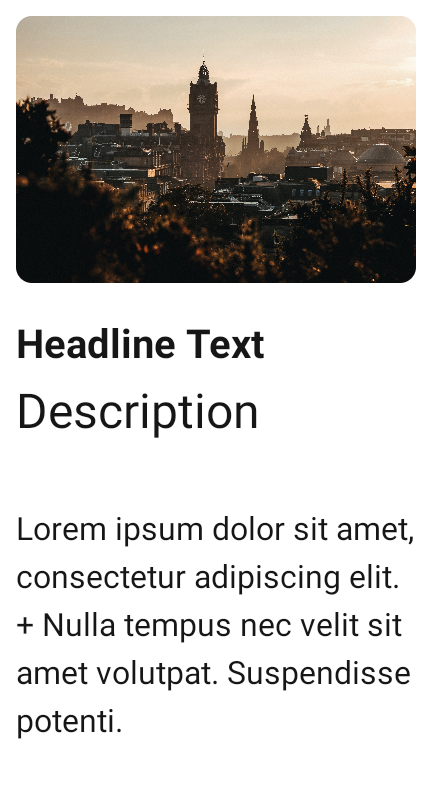 Headline Text
Description
Lorem ipsum dolor sit amet,
consectetur adipiscing elit.
+ Nulla tempus nec velit sit
amet volutpat. Suspendisse
potenti.